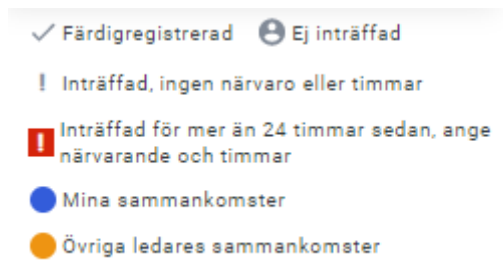 Färdigregistrerad Ej inträffad
! Inträffad, ingen närvaro eller timmar
! Inträffad för mer än 24 timmar sedan, ange
närvarande och timmar
Mina sammankomster
Övriga ledares sammankomster